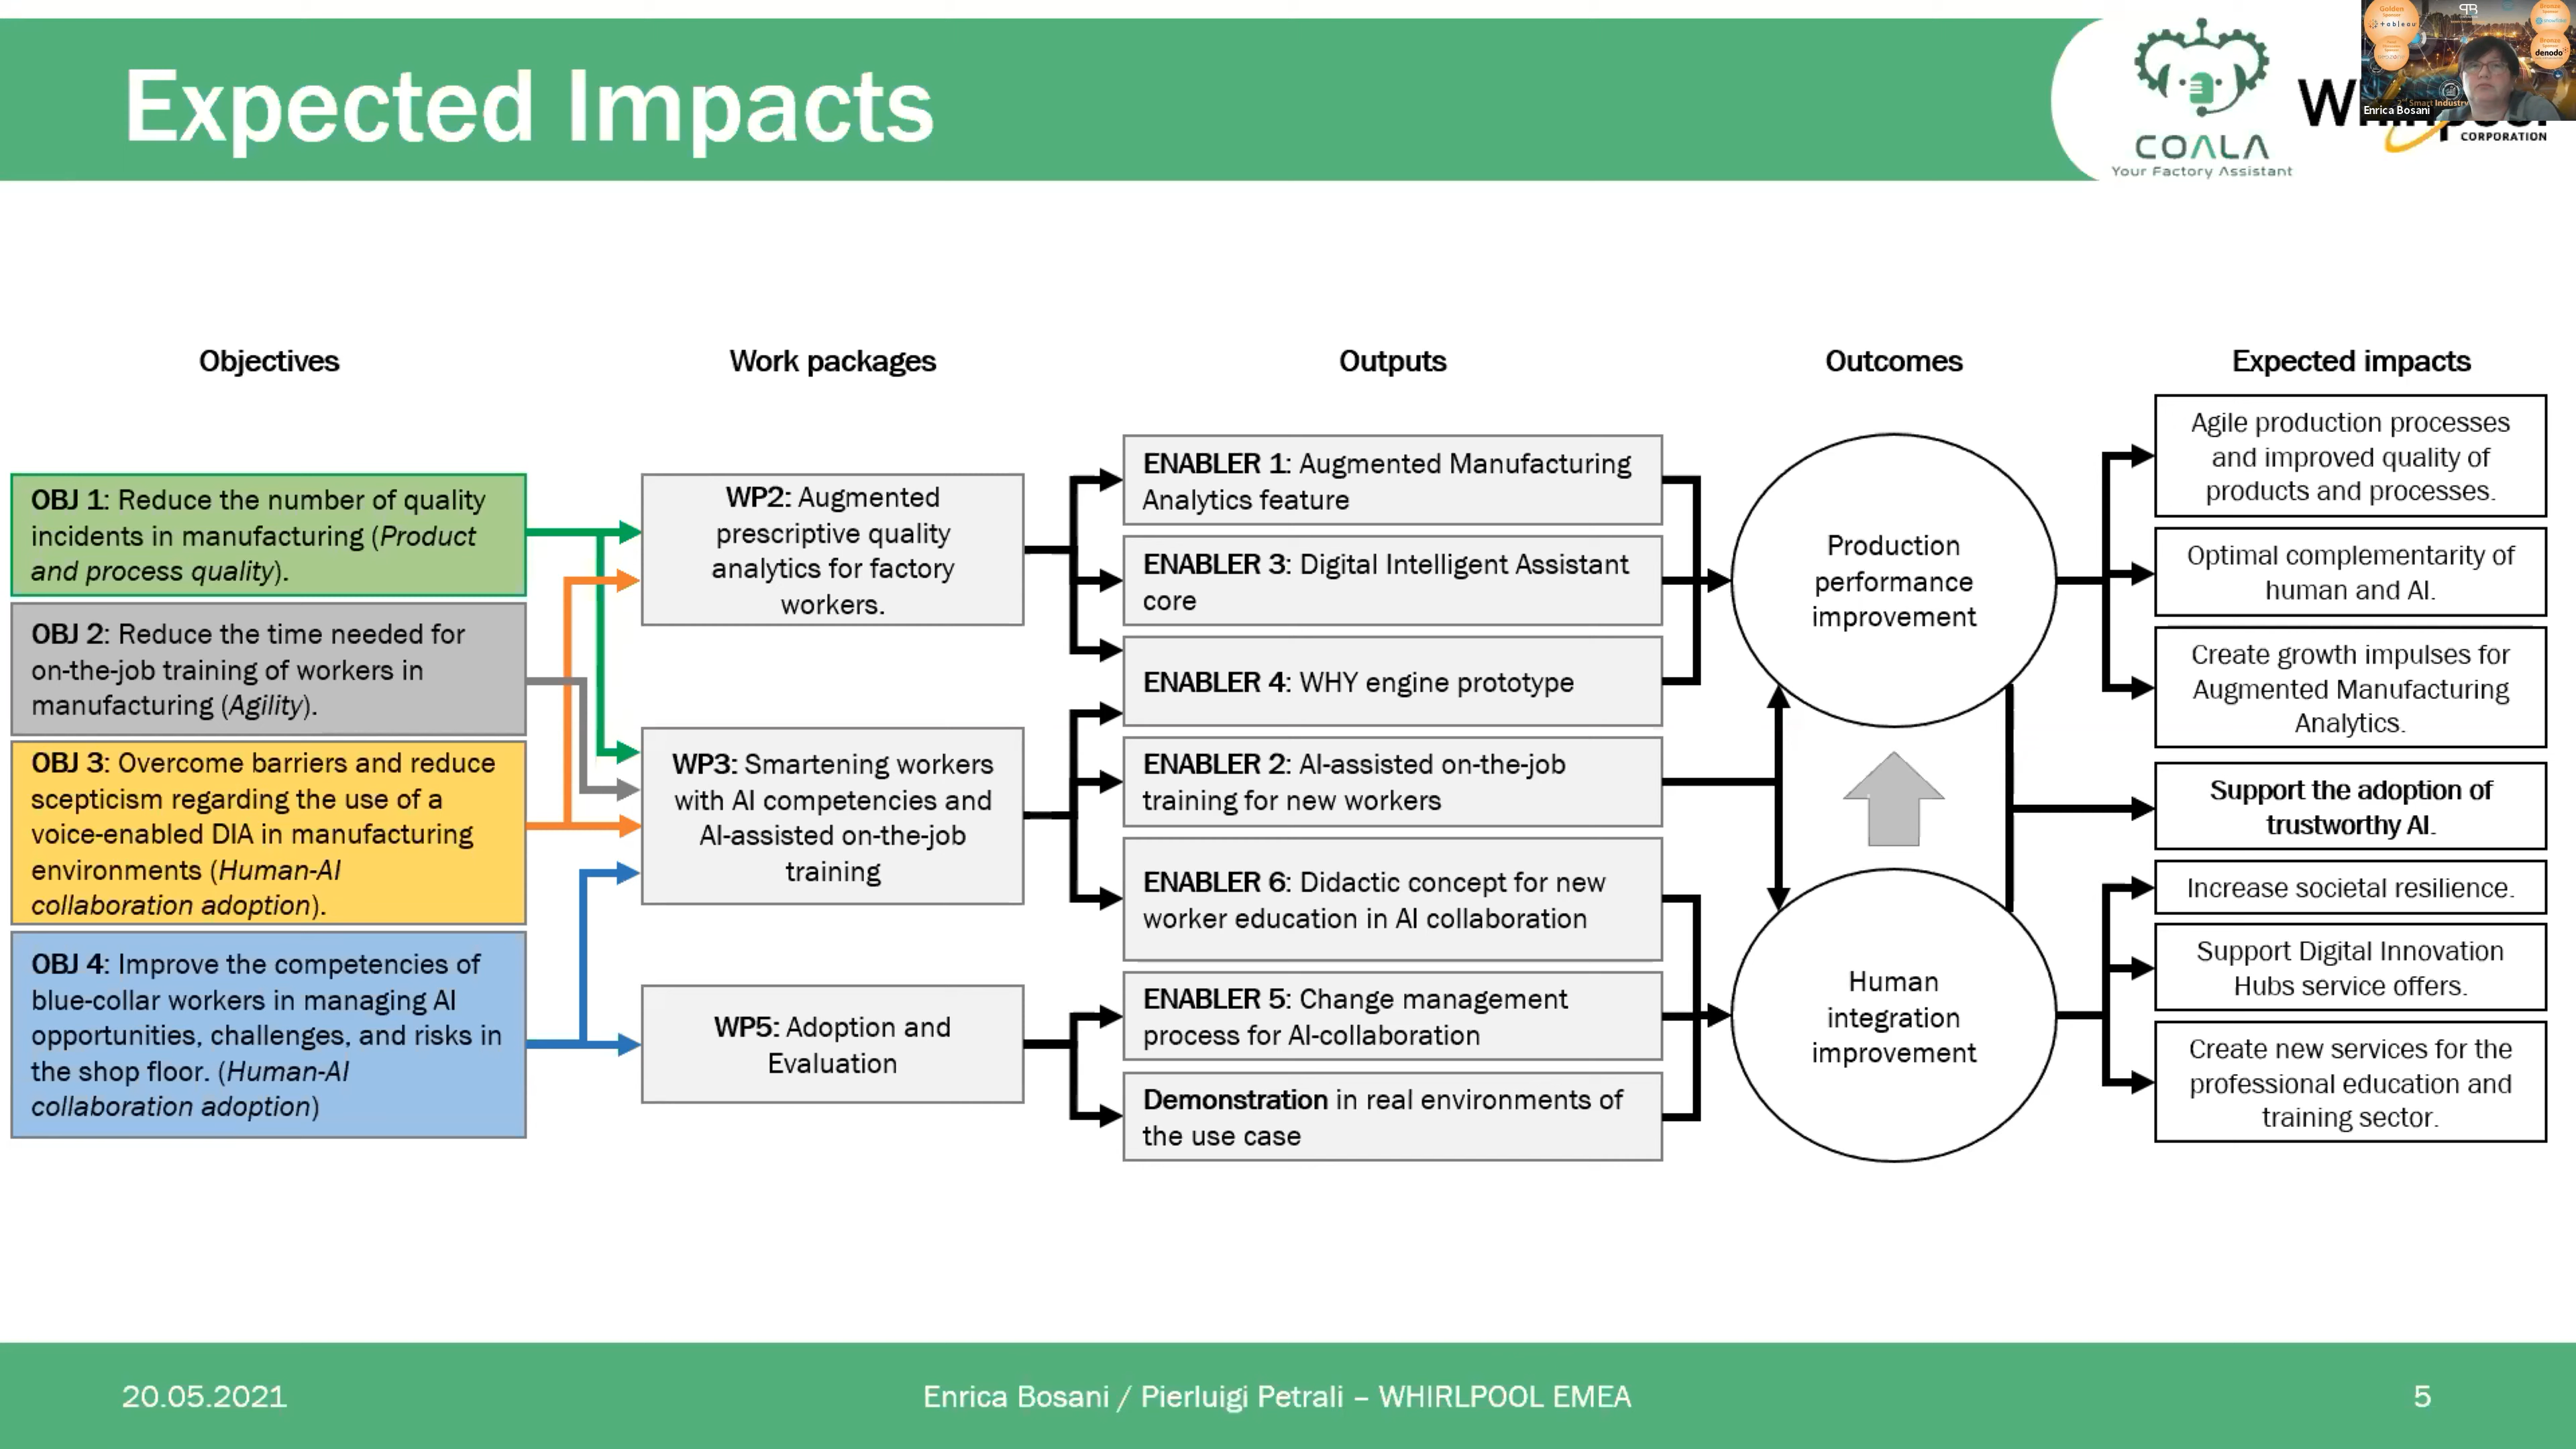 Expected Impacts
COALA
Your Factory Assistant
CORPORATION
Enrica Bosani
Smart Industry
tableau
denodo
Objectives
Work packages
Outputs
Outcomes
Expected impacts
OBJ 1: Reduce the number of quality
incidents in manufacturing (Product
and process quality).
OBJ 2: Reduce the time needed for
on-the-job training of workers in
manufacturing (Agility).
OBJ 3: Overcome barriers and reduce
scepticism regarding the use of a
voice-enabled DIA in manufacturing
environments (Human-AI
collaboration adoption).
OBJ 4: Improve the competencies of
blue-collar workers in managing AI
opportunities, challenges, and risks in
the shop floor. (Human-AI
collaboration adoption)
WP2: Augmented
prescriptive quality
analytics for factory
workers.
WP3: Smartening workers
with AI competencies and
AI-assisted on-the-job
training
WP5: Adoption and
Evaluation
ENABLER 1: Augmented Manufacturing
Analytics feature
ENABLER 3: Digital Intelligent Assistant
core
ENABLER 4: WHY engine prototype
ENABLER 2: AI-assisted on-the-job
training for new workers
ENABLER 6: Didactic concept for new
worker education in AI collaboration
ENABLER 5: Change management
process for AI-collaboration
Demonstration in real environments of
the use case
Production
performance
improvement
Human
integration
improvement
Agile production processes
and improved quality of
products and processes.
Optimal complementarity of
human and AI.
Create growth impulses for
Augmented Manufacturing
Analytics.
Support the adoption of
trustworthy AI.
Increase societal resilience.
Support Digital Innovation
Hubs service offers.
Create new services for the
professional education and
training sector.
20.05.2021
Enrica Bosani / Pierluigi Petrali – WHIRLPOOL EMEA
5